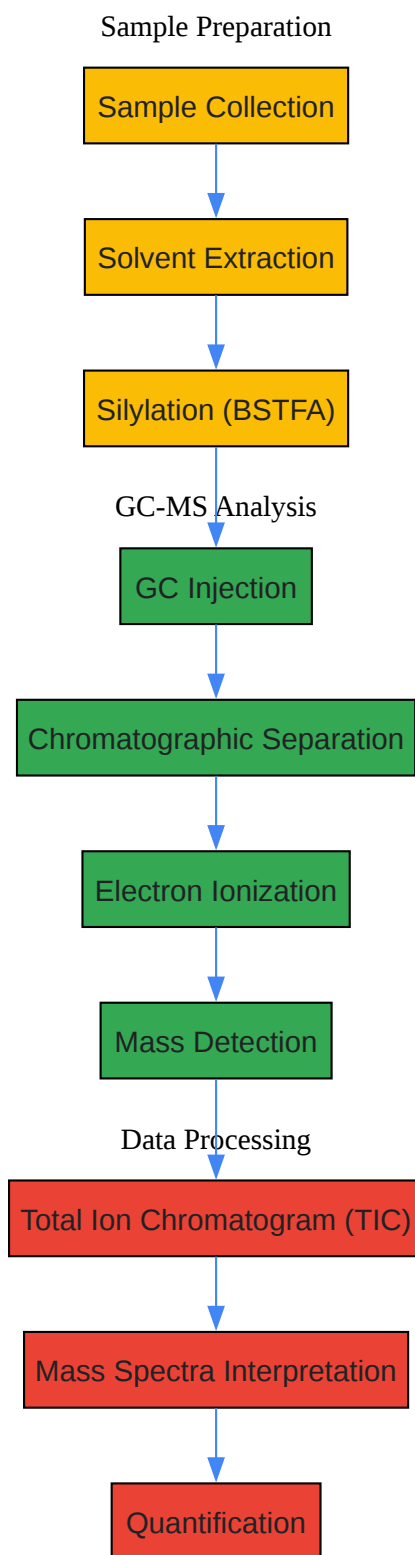 Sample Preparation
Sample Collection
Solvent Extraction
Silylation (BSTFA)
GC-MS Analysis
GC Injection
Chromatographic Separation
Electron Ionization
Mass Detection
Data Processing
Total Ion Chromatogram (TIC)
Mass Spectra Interpretation
Quantification